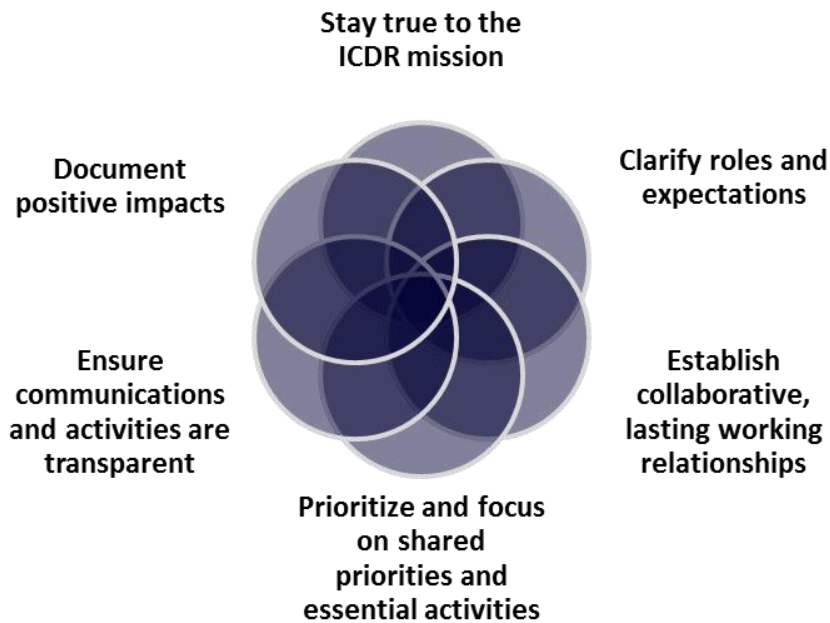 Stay true to the
ICDR mission
Clarify roles and
expectations
Establish
collaborative,
lasting working
relationships
Prioritize and focus
on shared
priorities and
essential activities
Ensure
communications
and activities are
transparent
Document
positive impacts